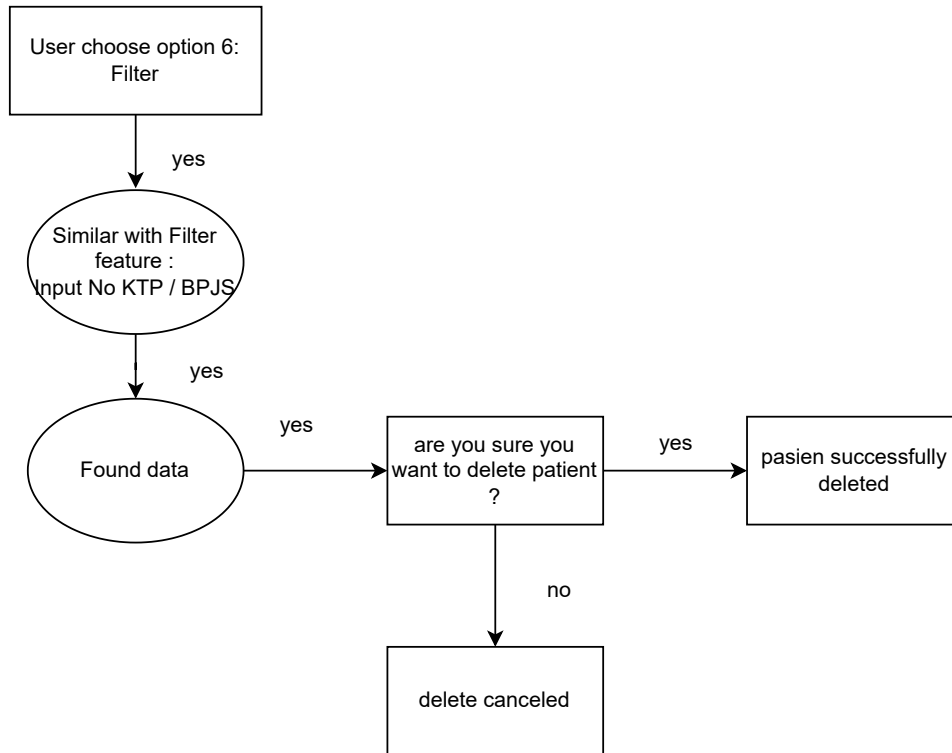 User choose option 6:
Filter
yes
Similar with Filter
feature :
Input No KTP / BPJS
yes
Found data
yes
are you sure you
want to delete patient
?
yes
pasien successfully
deleted
no
delete canceled